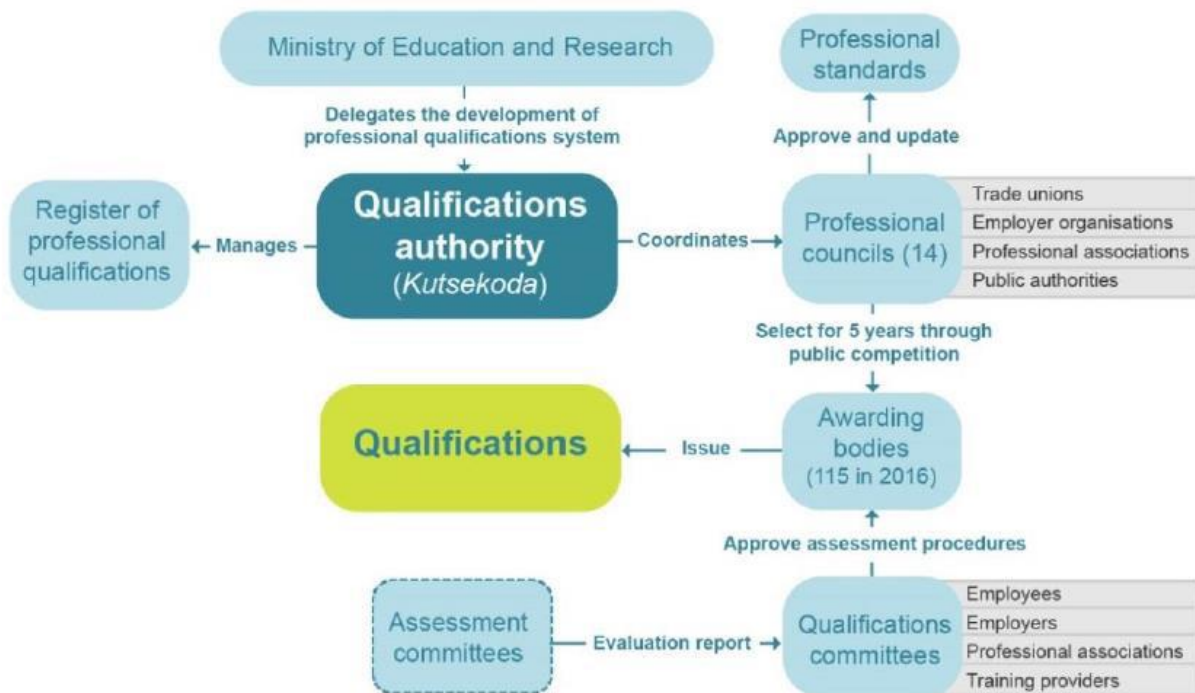 Ministry of Education and Research
Professional
standards
Delegates the development of
professional qualifications system
Approve and update
Register of
professional
qualifications
Manages
Qualifications
authority
(Kutsekoda)
Coordinates
Professional
councils (14)
Trade unions
Employer organisations
Professional associations
Public authorities
Select for 5 years through
public competition
Qualifications
Issue
Awarding
bodies
(115 in 2016)
Approve assessment procedures
Assessment
committees
Evaluation report
Qualifications
committees
Employees
Employers
Professional associations
Training providers